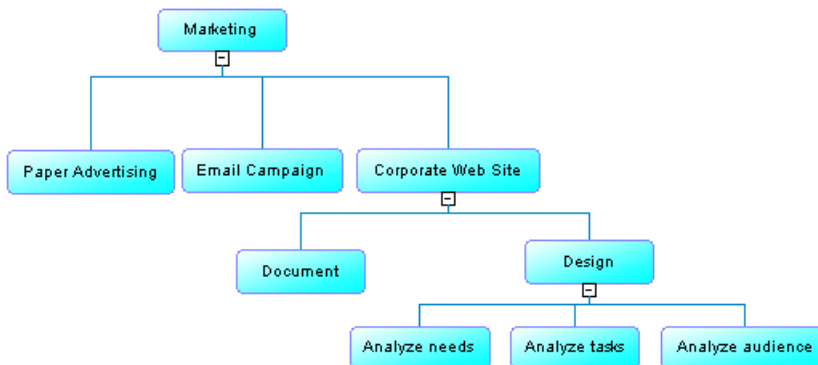 Marketing
Paper Advertising
Email Campaign
Corporate Web Site
Document
Design
Analyze needs
Analyze tasks
Analyze audience